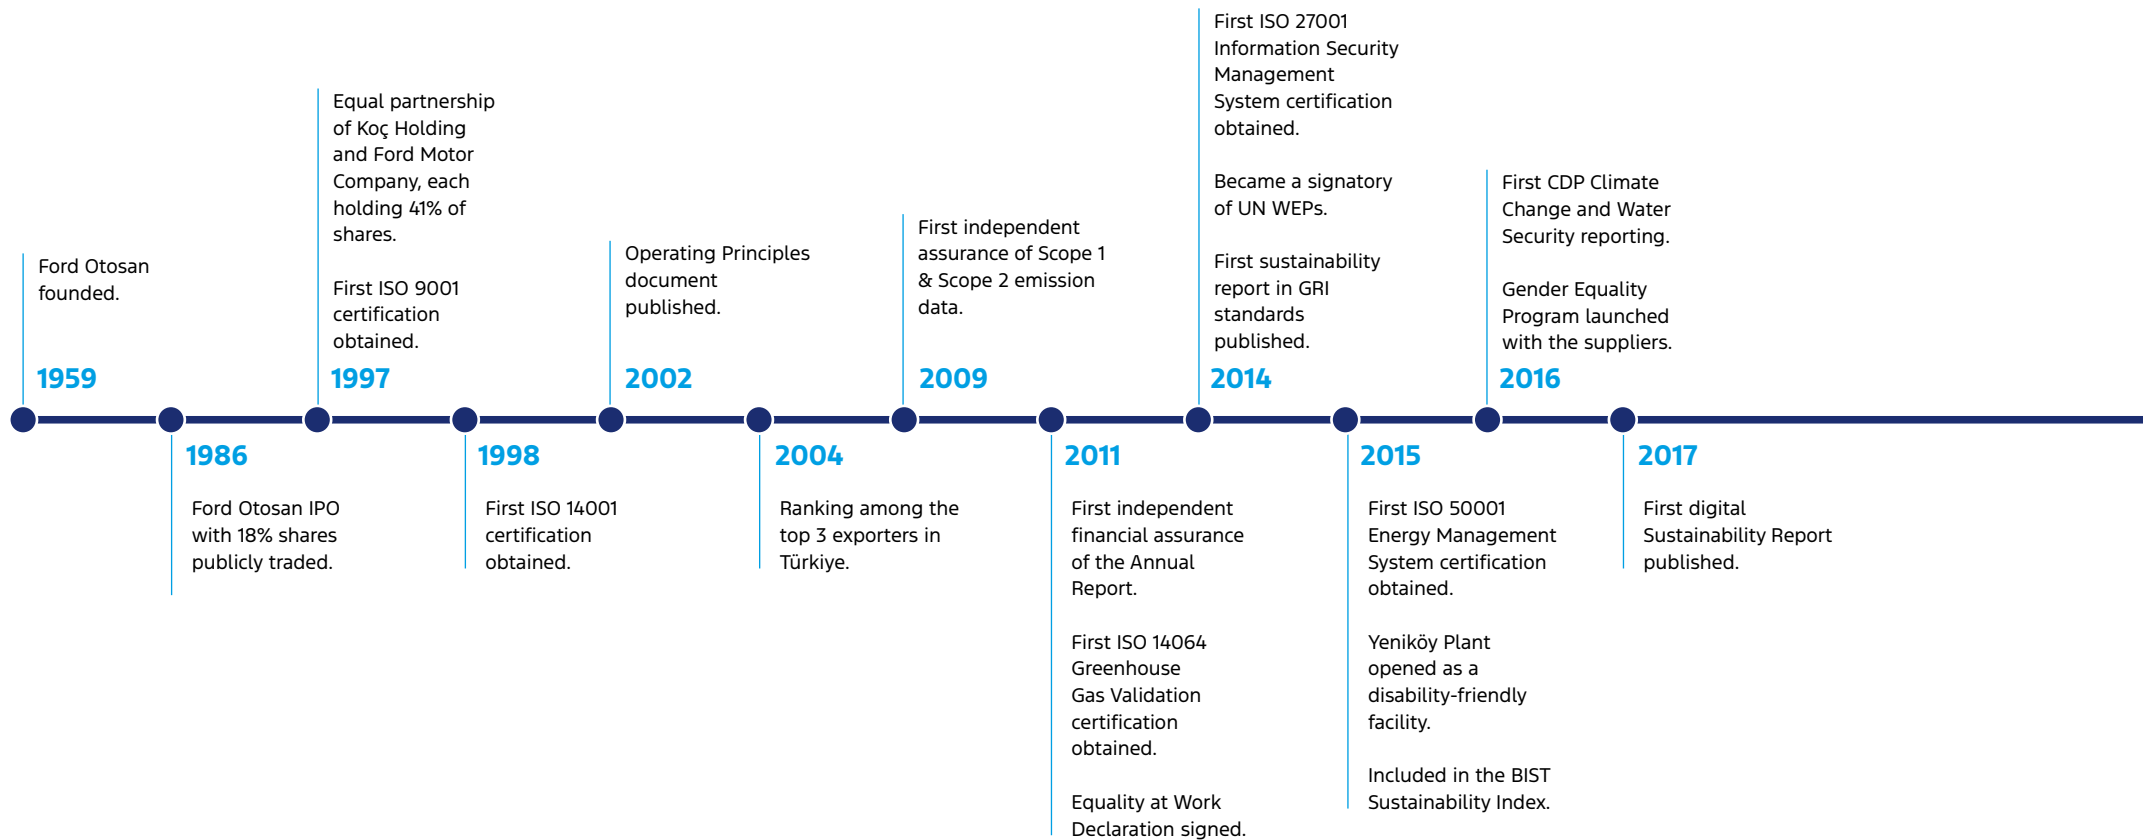 Ford Otosan
founded.
1959
1986
Ford Otosan IPO
with 18% shares
publicly traded.
Equal partnership
of Koç Holding
and Ford Motor
Company, each
holding 41% of
shares.
First ISO 9001
certification
obtained.
1997
1998
First ISO 14001
certification
obtained.
Operating Principles
document
published.
2002
2004
Ranking among the
top 3 exporters in
Türkiye.
First independent
assurance of Scope 1
& Scope 2 emission
data.
2009
2011
First independent
financial assurance
of the Annual
Report.
First ISO 14064
Greenhouse
Gas Validation
certification
obtained.
Equality at Work
Declaration signed.
First ISO 27001
Information Security
Management
System certification
obtained.
Became a signatory
of UN WEPs.
First sustainability
report in GRI
standards
published.
2014
2015
First ISO 50001
Energy Management
System certification
obtained.
Yeniköy Plant
opened as a
disability-friendly
facility.
Included in the BIST
Sustainability Index.
First CDP Climate
Change and Water
Security reporting.
Gender Equality
Program launched
with the suppliers.
2016
2017
First digital
Sustainability Report
published.